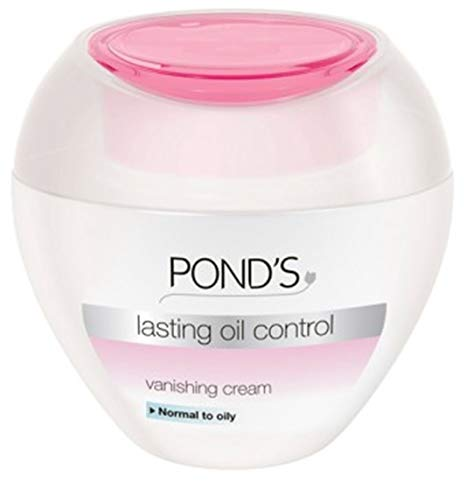 POND'S
lasting oil control
vanishing cream
Normal to oily